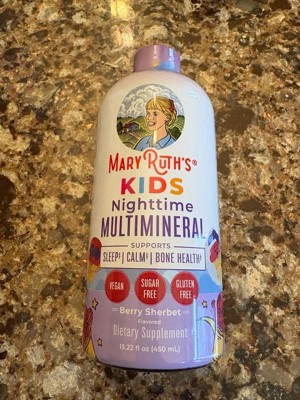 MARY RUTH'S®
KIDS
Nighttime
MULTIMINERAL
SUPPORTS
SLEEP‡ | CALM‡ | BONE HEALTH‡
VEGAN
SUGAR
FREE
GLUTEN
FREE
Berry Sherbet
Flavored
Dietary Supplement
15.22 fl oz (450 mL)